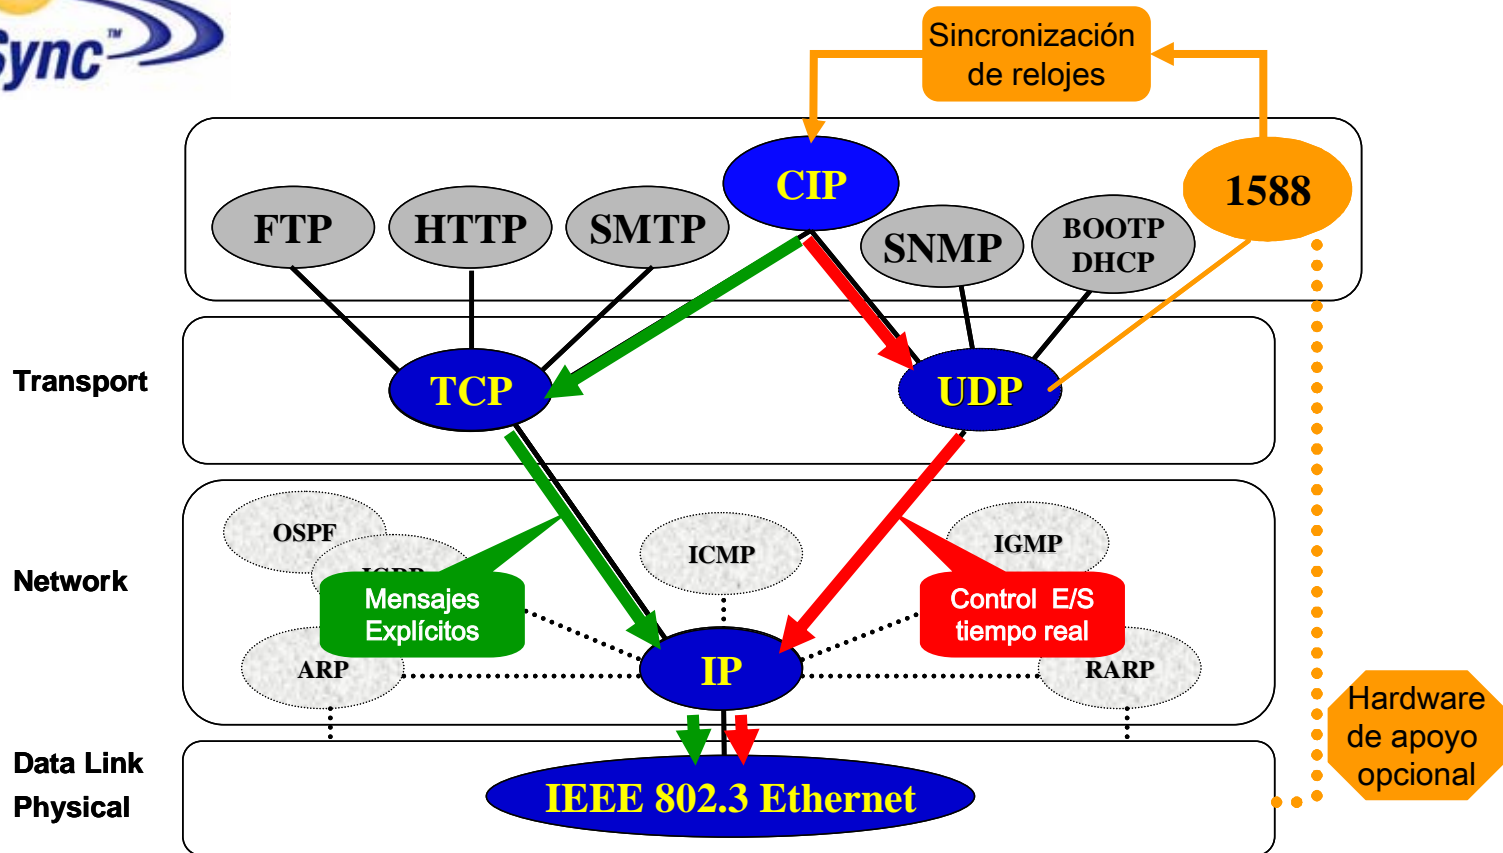 Sync™
Sincronización
de relojes
CIP
1588
FTP
HTTP
SMTP
SNMP
BOOTP
DHCP
Transport
TCP
UDP
Network
OSPF
ICMP
IGMP
Mensajes
Explícitos
Control E/S
tiempo real
ARP
IP
RARP
Hardware
de apoyo
opcional
Data Link
Physical
IEEE 802.3 Ethernet